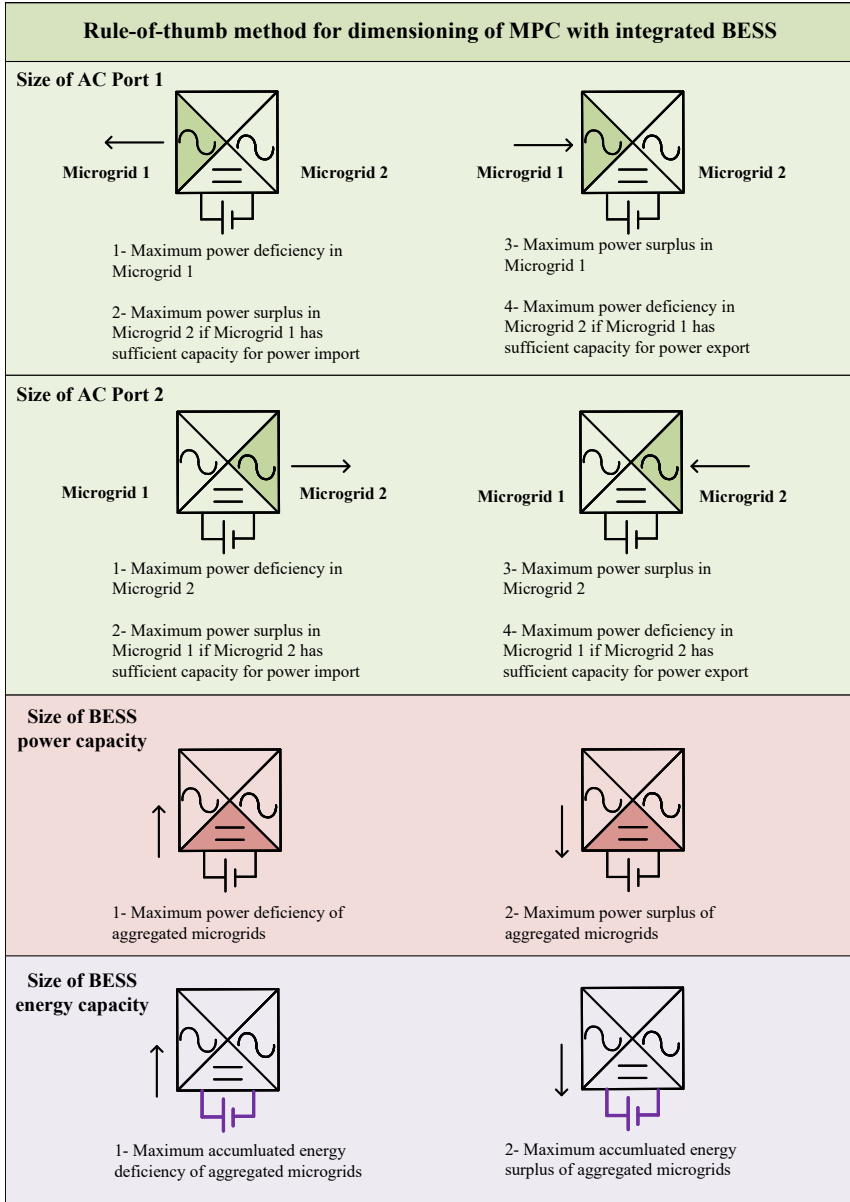 Rule-of-thumb method for dimensioning of MPC with integrated BESS
Size of AC Port 1
Microgrid 1
Microgrid 2
1- Maximum power deficiency in
Microgrid 1
2- Maximum power surplus in
Microgrid 2 if Microgrid 1 has
sufficient capacity for power import
Microgrid 1
Microgrid 2
3- Maximum power surplus in
Microgrid 1
4- Maximum power deficiency in
Microgrid 2 if Microgrid 1 has
sufficient capacity for power export
Size of AC Port 2
Microgrid 1
Microgrid 2
1- Maximum power deficiency in
Microgrid 2
2- Maximum power surplus in
Microgrid 1 if Microgrid 2 has
sufficient capacity for power import
Microgrid 1
Microgrid 2
3- Maximum power surplus in
Microgrid 2
4- Maximum power deficiency in
Microgrid 1 if Microgrid 2 has
sufficient capacity for power export
Size of BESS
power capacity
1- Maximum power deficiency of
aggregated microgrids
2- Maximum power surplus of
aggregated microgrids
Size of BESS
energy capacity
1- Maximum accumluated energy
deficiency of aggregated microgrids
2- Maximum accumluated energy
surplus of aggregated microgrids